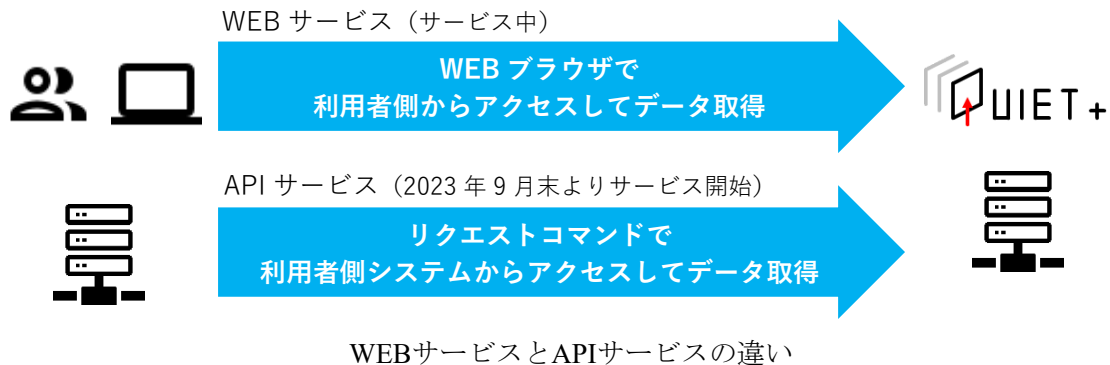 WEB サービス（サービス中）
WEB ブラウザで
利用者側からアクセスしてデータ取得
QUIET+
API サービス（2023 年 9 月末よりサービス開始）
リクエストコマンドで
利用者側システムからアクセスしてデータ取得
WEBサービスとAPIサービスの違い